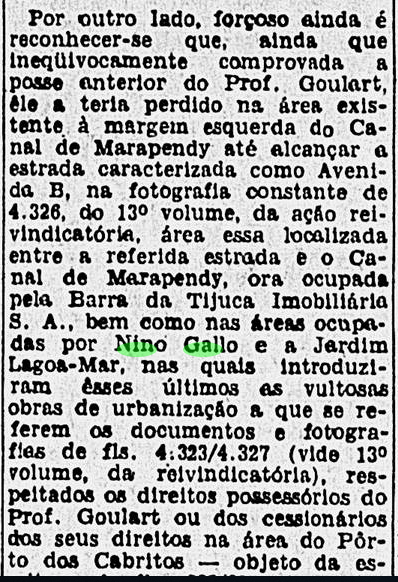 Por outro lado, forçoso ainda é
reconhecer-se que, ainda que
ineqüìvocamente comprovada a
posse anterior do Prof. Goulart,
êle a teria perdido na área exis-
tente à margem esquerda do Ca-
nal de Marapendy até alcançar a
estrada caracterizada como Aveni-
da B, na fotografia constante de
4.326, do 13º volume, da ação rei-
vindicatória, área essa localizada
entre a referida estrada e o Ca-
nal de Marapendy, ora ocupada
pela Barra da Tijuca Imobiliária
S. A., bem como nas áreas ocupa-
das por Nino Gallo e a Jardim
Lagoa-Mar, nas quais introduzi-
ram êsses últimos as vultosas
obras de urbanização a que se re-
ferem os documentos e fotogra-
fias de fls. 4.323/4.327 (vide 13º
volume, da reivindicatória), res-
peitados os direitos possessórios do
Prof. Goulart ou dos cessionários
dos seus direitos na área do Pôr-
to dos Cabritos — objeto da es-